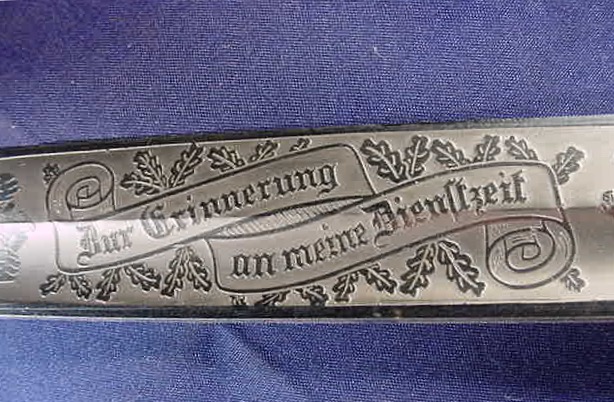 Zur Erinnerung
an meine Dienstzeit